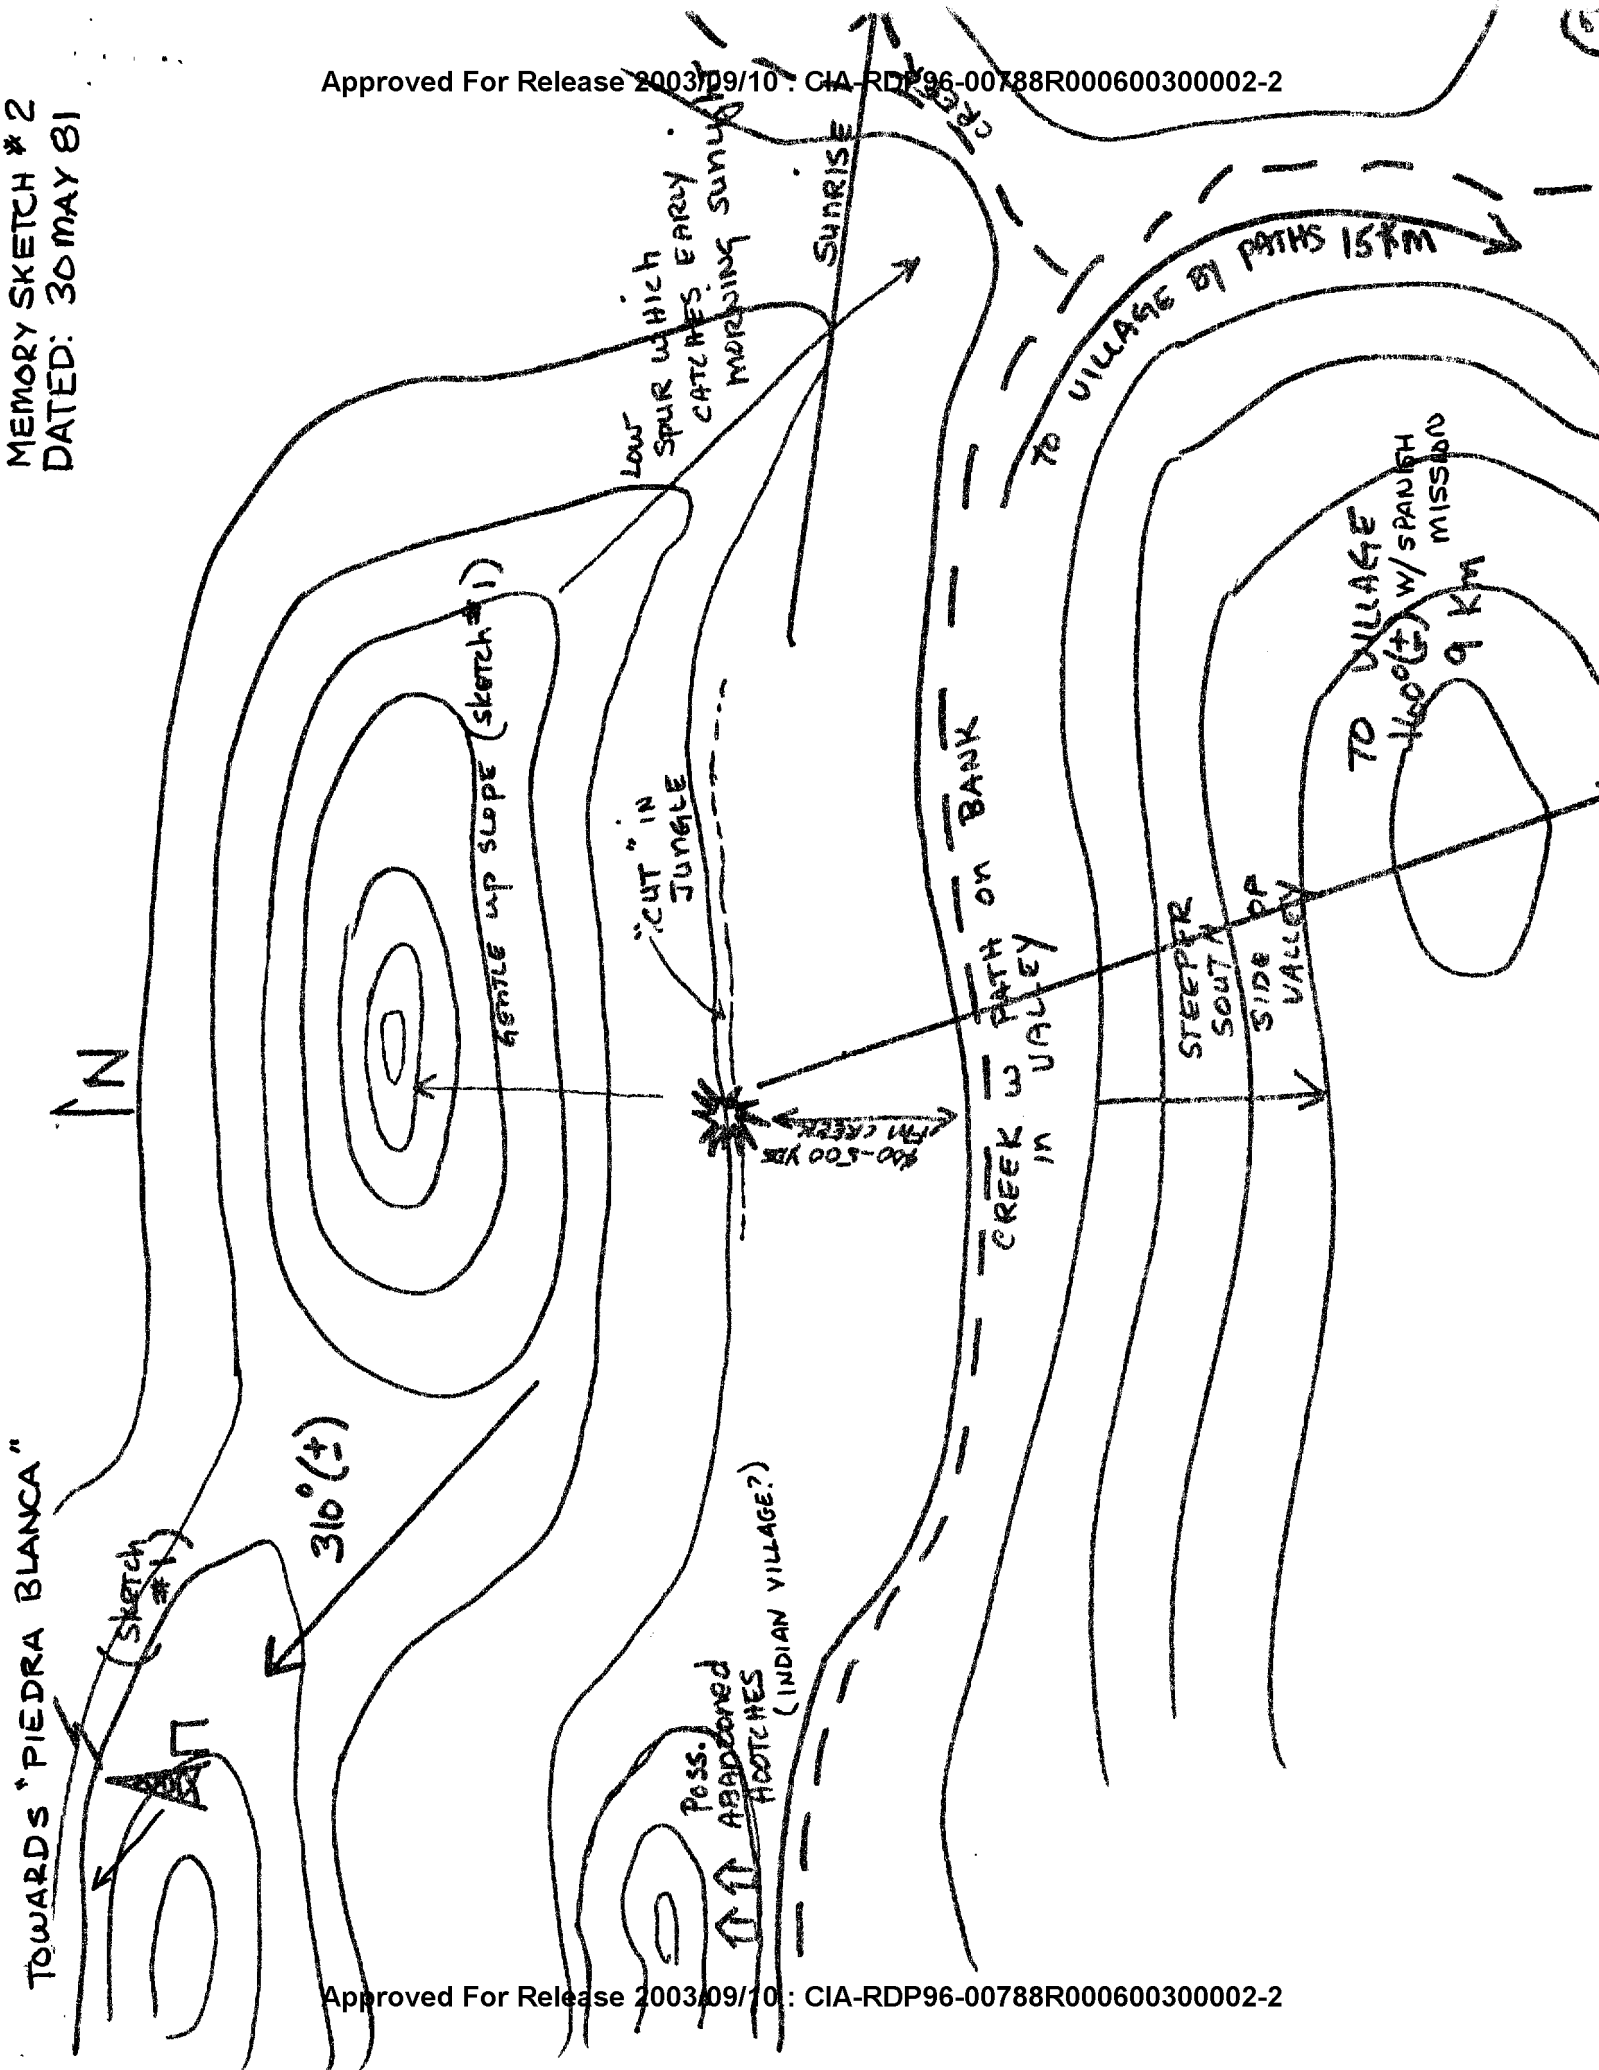 Approved For Release 2003/09/10 : CIA-RDP96-00788R000600300002-2
MEMORY SKETCH # 2
DATED: 30 MAY 81
TOWARDS "PIEDRA BLANCA"
(SKETCH
#1)
N
310° (±)
GENTLE UP SLOPE (SKETCH #1)
LOW
SPUR WHICH
CATCHES EARLY
MORNING SUNLIGHT
SUNRISE
CREEK
"CUT" IN
JUNGLE
400-500 YDS
FM CREEK
POSS.
ABANDONED
HOOTCHES
(INDIAN VILLAGE?)
CREEK W PATH ON BANK
IN VALLEY
TO VILLAGE BY PATHS 15 KM
STEEPER
SOUTH
SIDE OF
VALLEY
TO VILLAGE
160°(±) W/SPANISH
MISSION
9 KM
Approved For Release 2003/09/10 : CIA-RDP96-00788R000600300002-2